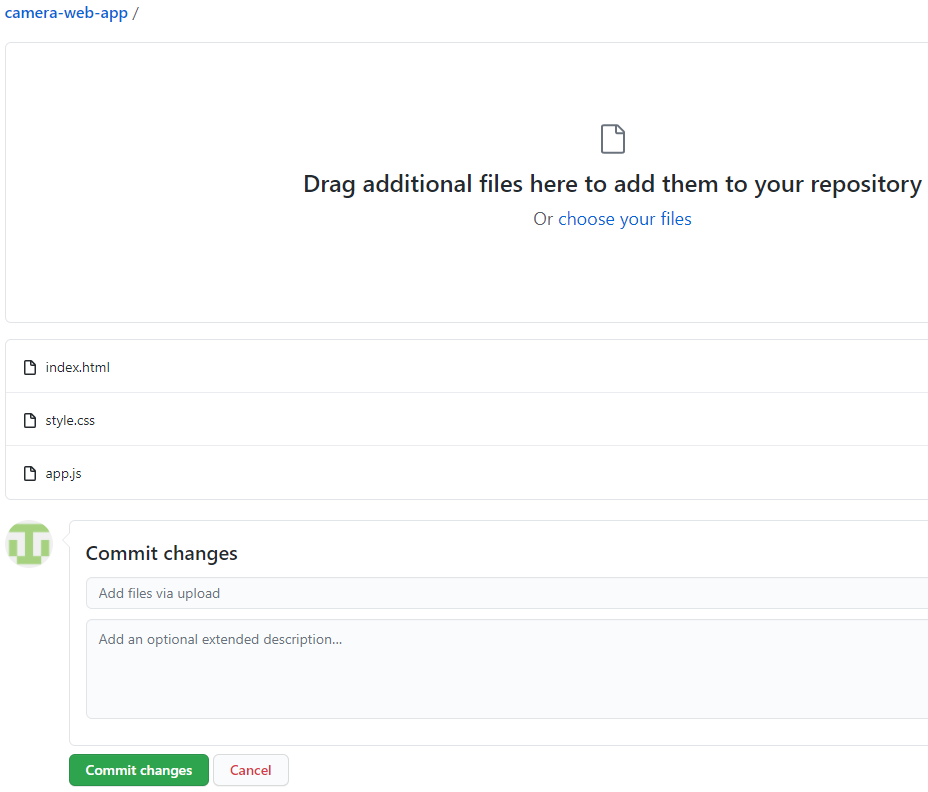 camera-web-app /
Drag additional files here to add them to your repository
Or choose your files
index.html
style.css
app.js
Commit changes
Add files via upload
Add an optional extended description...
Commit changes
Cancel